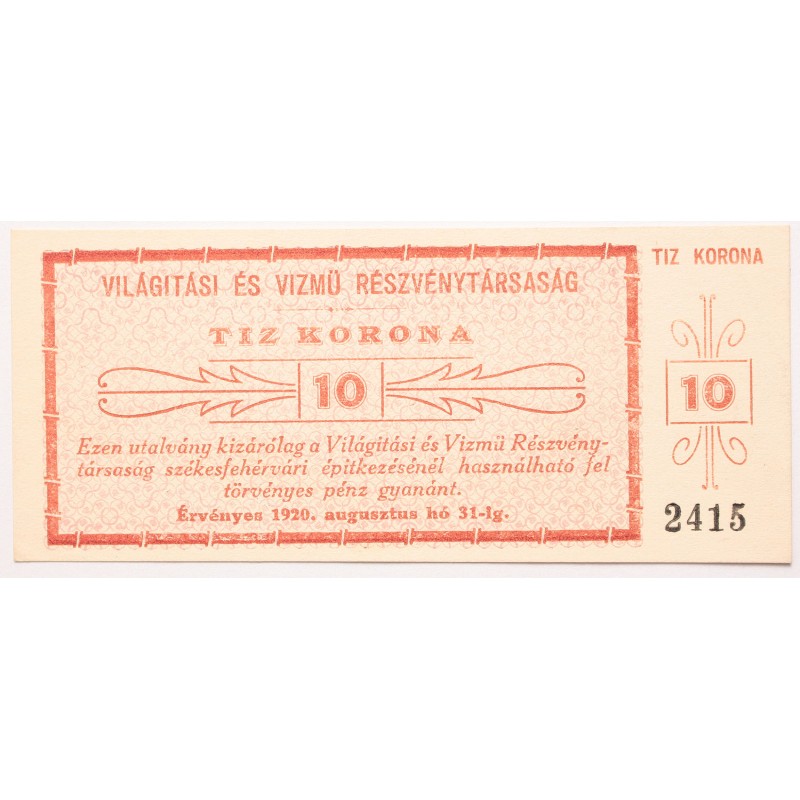 VILÁGITÁSI ÉS VIZMÜ RÉSZVÉNYTÁRSASÁG
TIZ KORONA
10
Ezen utalvány kizárólag a Világitási és Vizmü Részvény-
társaság székesfehérvári épitkezésénél használható fel
törvényes pénz gyanánt.
Érvényes 1920. augusztus hó 31-ig.
TIZ KORONA
10
2415